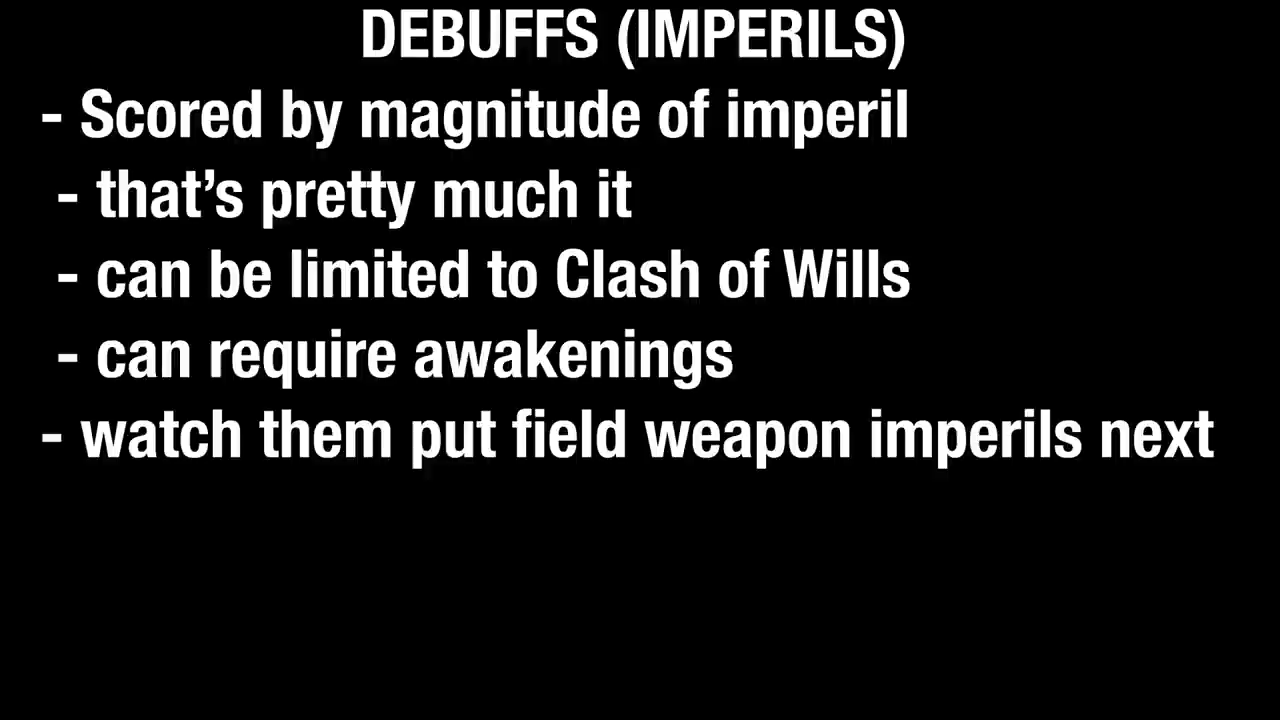 DEBUFFS (IMPERILS)
- Scored by magnitude of imperil
- that’s pretty much it
- can be limited to Clash of Wills
- can require awakenings
- watch them put field weapon imperils next